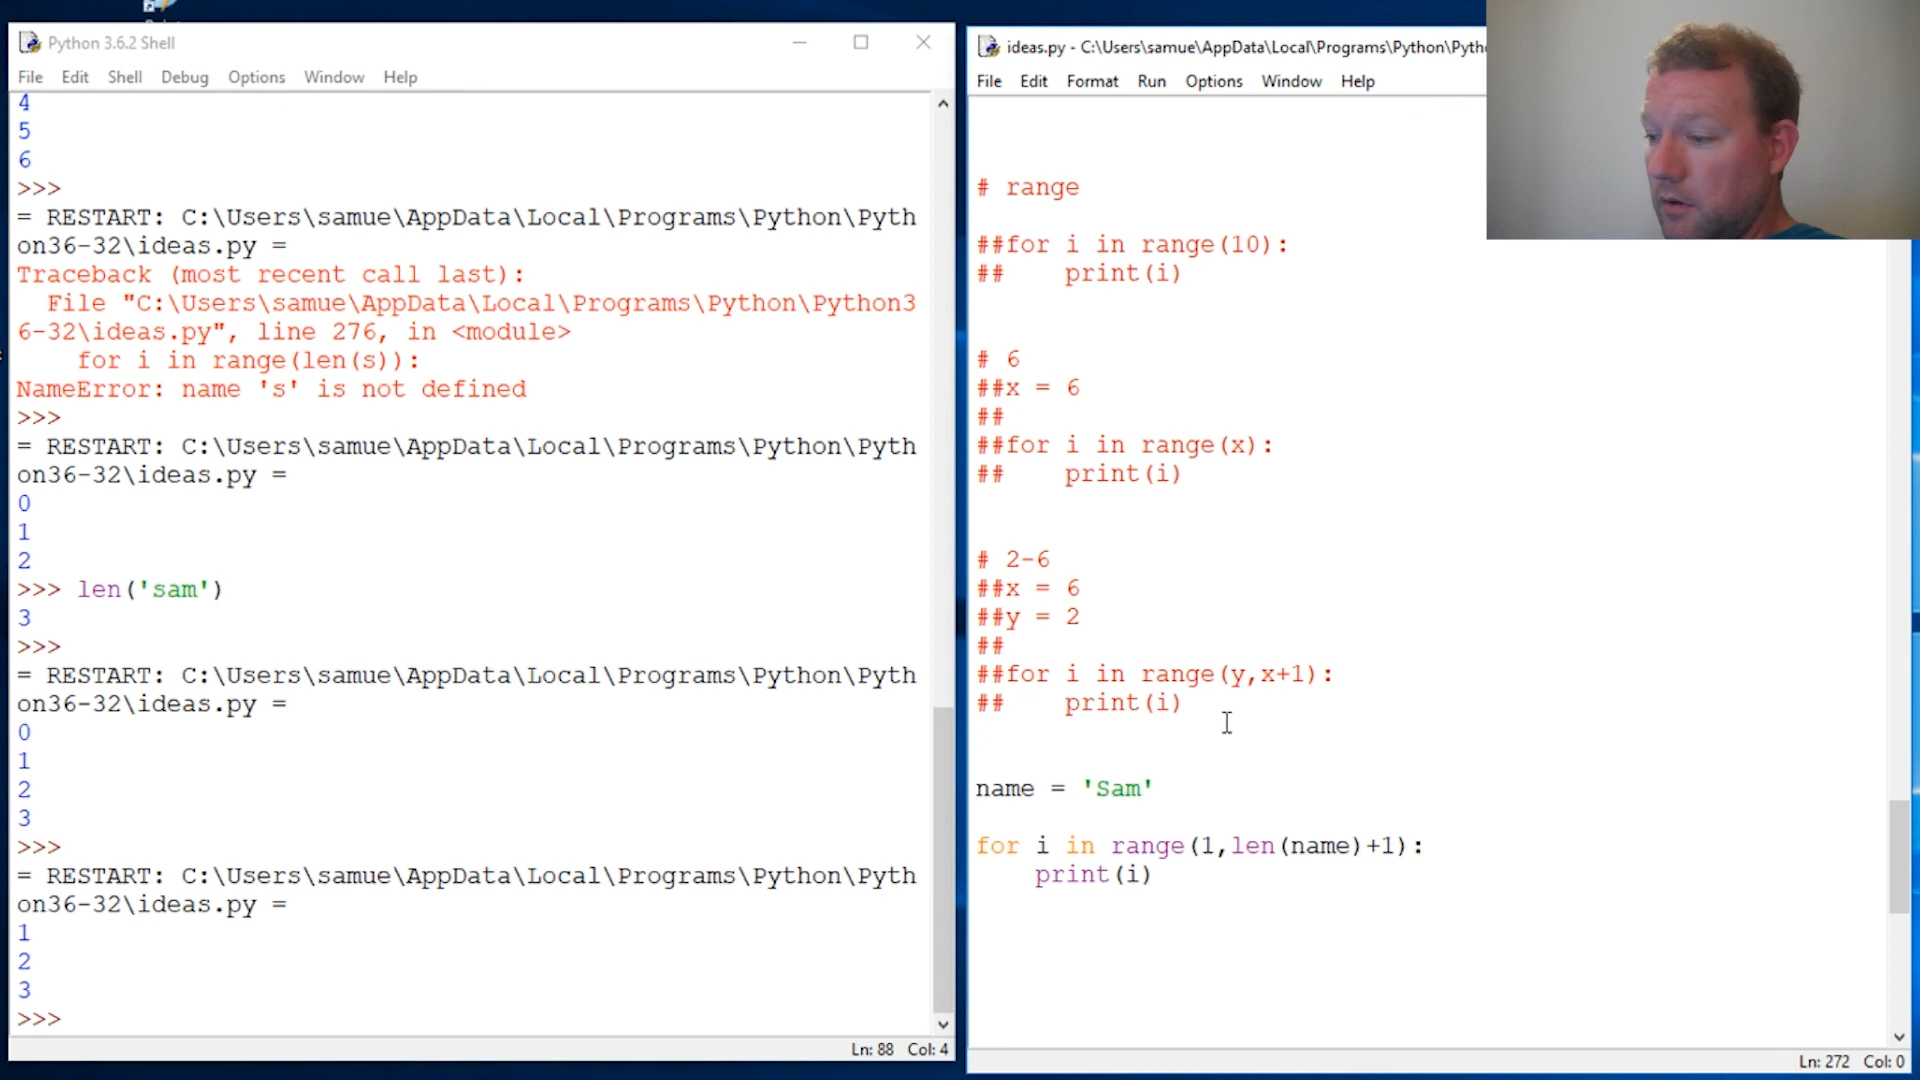 Python 3.6.2 Shell
File Edit Shell Debug Options Window Help
4
5
6
>>>
= RESTART: C:\Users\samue\AppData\Local\Programs\Python\Pyth
on36-32\ideas.py =
Traceback (most recent call last):
  File "C:\Users\samue\AppData\Local\Programs\Python\Python3
6-32\ideas.py", line 276, in <module>
    for i in range(len(s)):
NameError: name 's' is not defined
>>>
= RESTART: C:\Users\samue\AppData\Local\Programs\Python\Pyth
on36-32\ideas.py =
0
1
2
>>> len('sam')
3
>>>
= RESTART: C:\Users\samue\AppData\Local\Programs\Python\Pyth
on36-32\ideas.py =
0
1
2
3
>>>
= RESTART: C:\Users\samue\AppData\Local\Programs\Python\Pyth
on36-32\ideas.py =
1
2
3
>>>
Ln: 88 Col: 4
ideas.py - C:\Users\samue\AppData\Local\Programs\Python\Pyth
File Edit Format Run Options Window Help
# range
##for i in range(10):
##    print(i)
# 6
##x = 6
##
##for i in range(x):
##    print(i)
# 2-6
##x = 6
##y = 2
##
##for i in range(y,x+1):
##    print(i)
name = 'Sam'
for i in range(1,len(name)+1):
    print(i)
Ln: 272 Col: 0